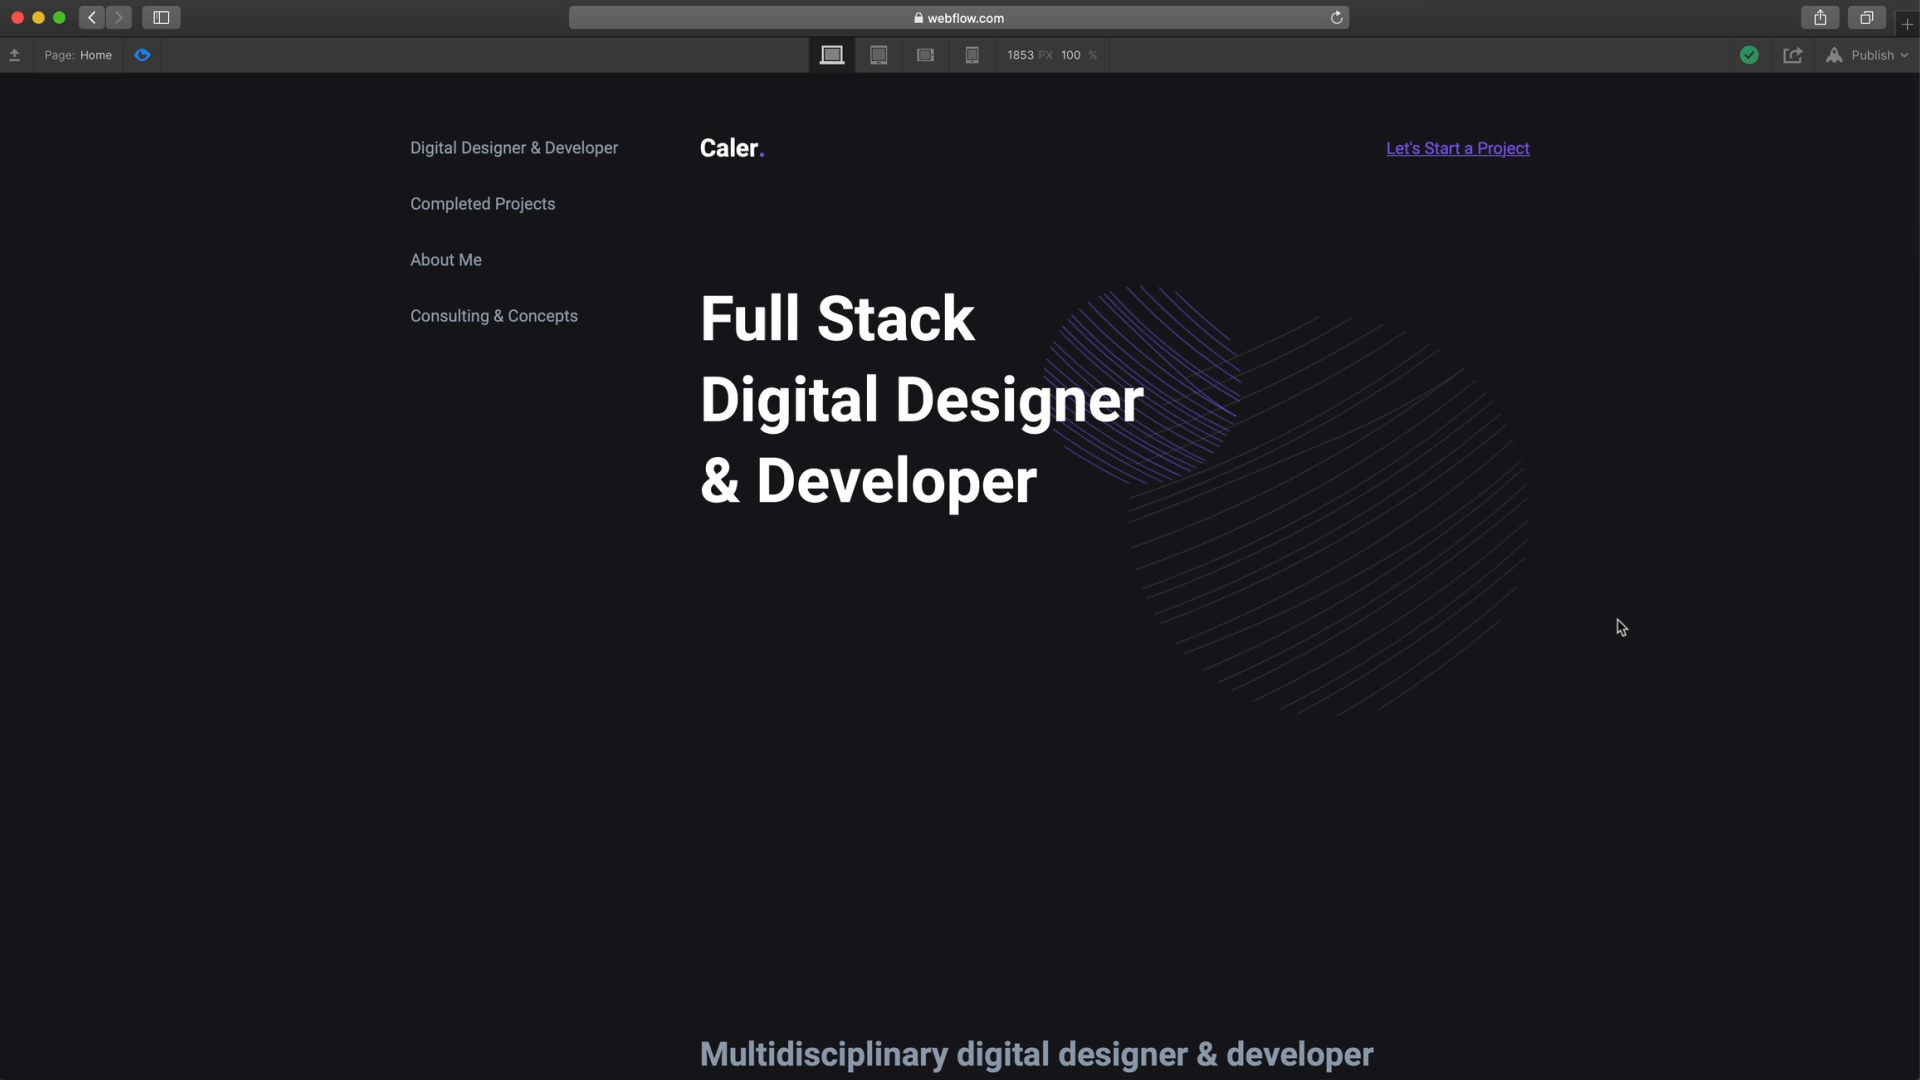 webflow.com
Page: Home
1853 PX 100 %
Publish
Digital Designer & Developer
Caler.
Let's Start a Project
Completed Projects
About Me
Consulting & Concepts
Full Stack
Digital Designer
& Developer
Multidisciplinary digital designer & developer